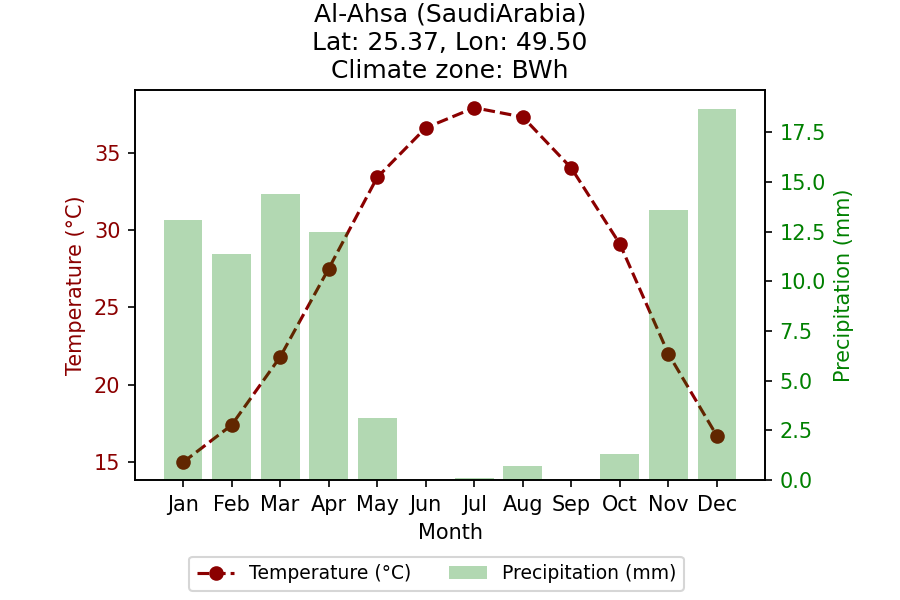 Al-Ahsa (SaudiArabia)
Lat: 25.37, Lon: 49.50
Climate zone: BWh
Temperature (°C)
35
30
25
20
15
17.5
15.0
12.5
10.0
7.5
5.0
2.5
0.0
Precipitation (mm)
Jan Feb Mar Apr May Jun Jul Aug Sep Oct Nov Dec
Month
Temperature (°C) Precipitation (mm)